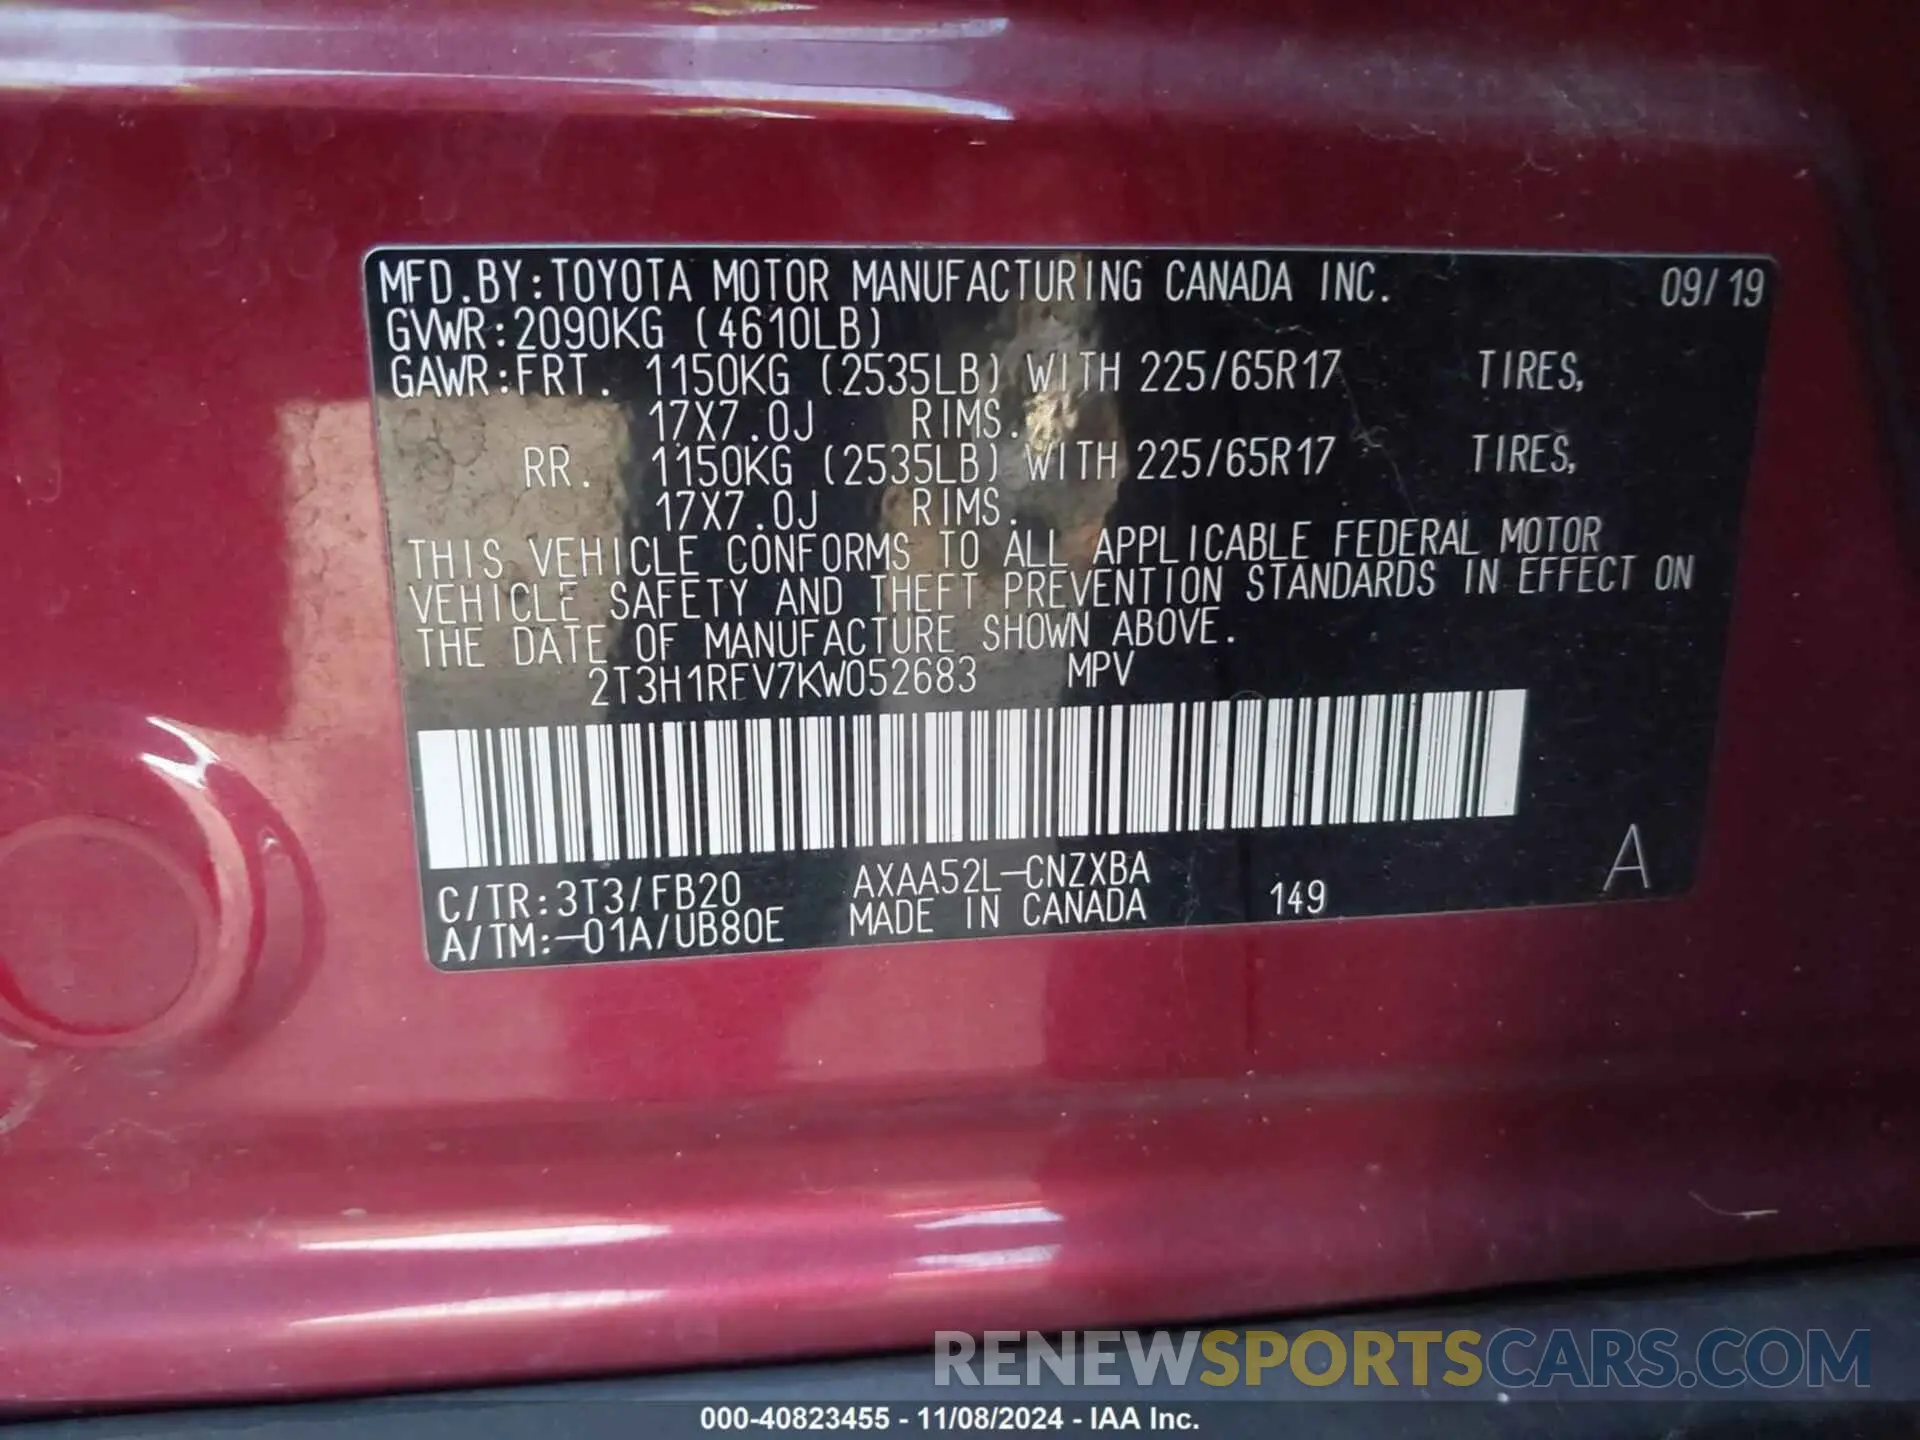 MFD.BY:TOYOTA MOTOR MANUFACTURING CANADA INC. 09/19
GVWR:2090KG (4610LB)
GAWR:FRT. 1150KG (2535LB) WITH 225/65R17 TIRES,
17X7.0J RIMS.
RR. 1150KG (2535LB) WITH 225/65R17 TIRES,
17X7.0J RIMS.
THIS VEHICLE CONFORMS TO ALL APPLICABLE FEDERAL MOTOR
VEHICLE SAFETY AND THEFT PREVENTION STANDARDS IN EFFECT ON
THE DATE OF MANUFACTURE SHOWN ABOVE.
2T3H1RFV7KW052683 MPV
C/TR:3T3/FB20 AXAA52L-CNZXBA
A/TM:-01A/UB80E MADE IN CANADA 149 A
RENEWSPORTSCARS.COM
000-40823455 - 11/08/2024 - IAA Inc.